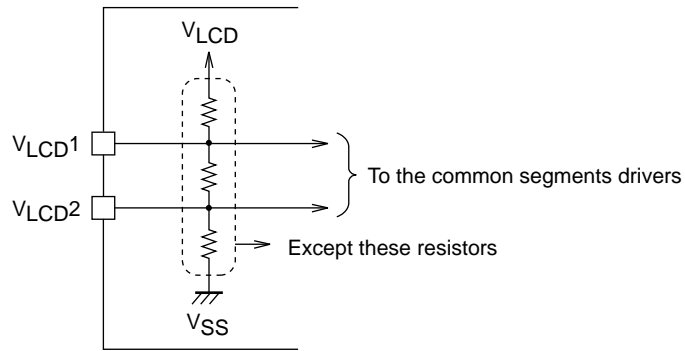 VLCD
VLCD1
To the common segments drivers
VLCD2
Except these resistors
VSS